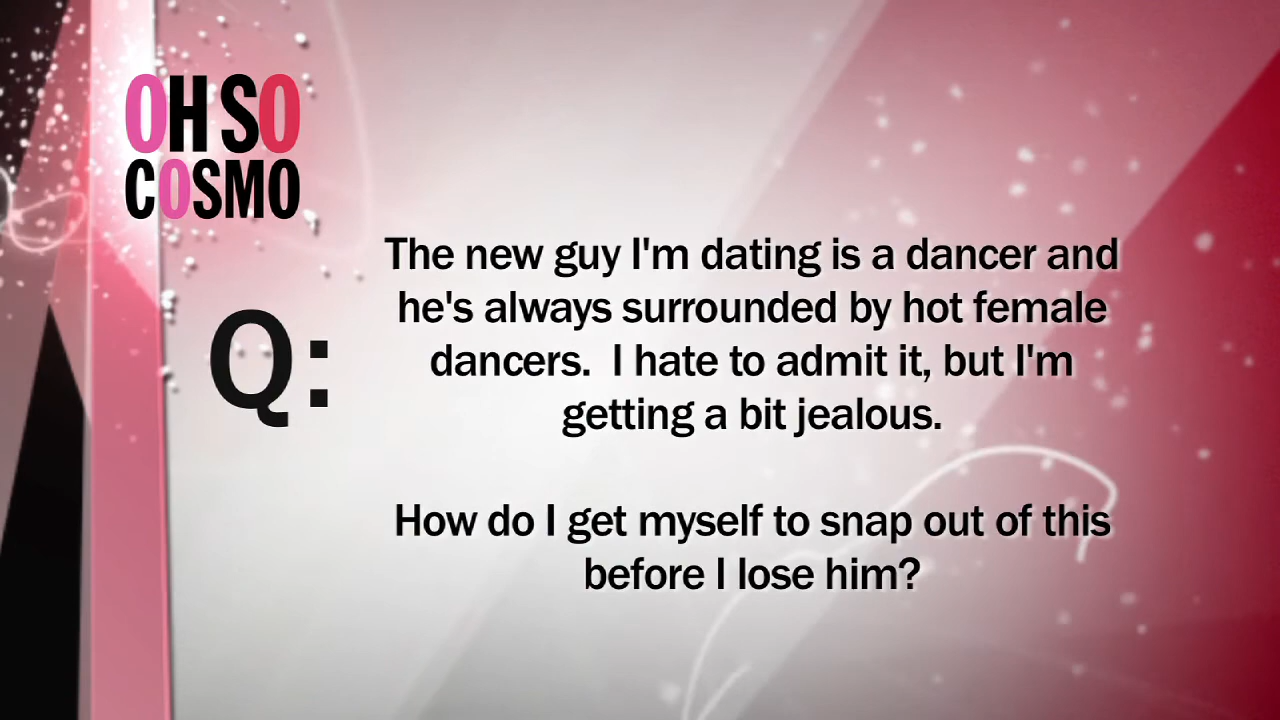 OH SO
COSMO
Q:
The new guy I'm dating is a dancer and
he's always surrounded by hot female
dancers.  I hate to admit it, but I'm
getting a bit jealous.
How do I get myself to snap out of this
before I lose him?